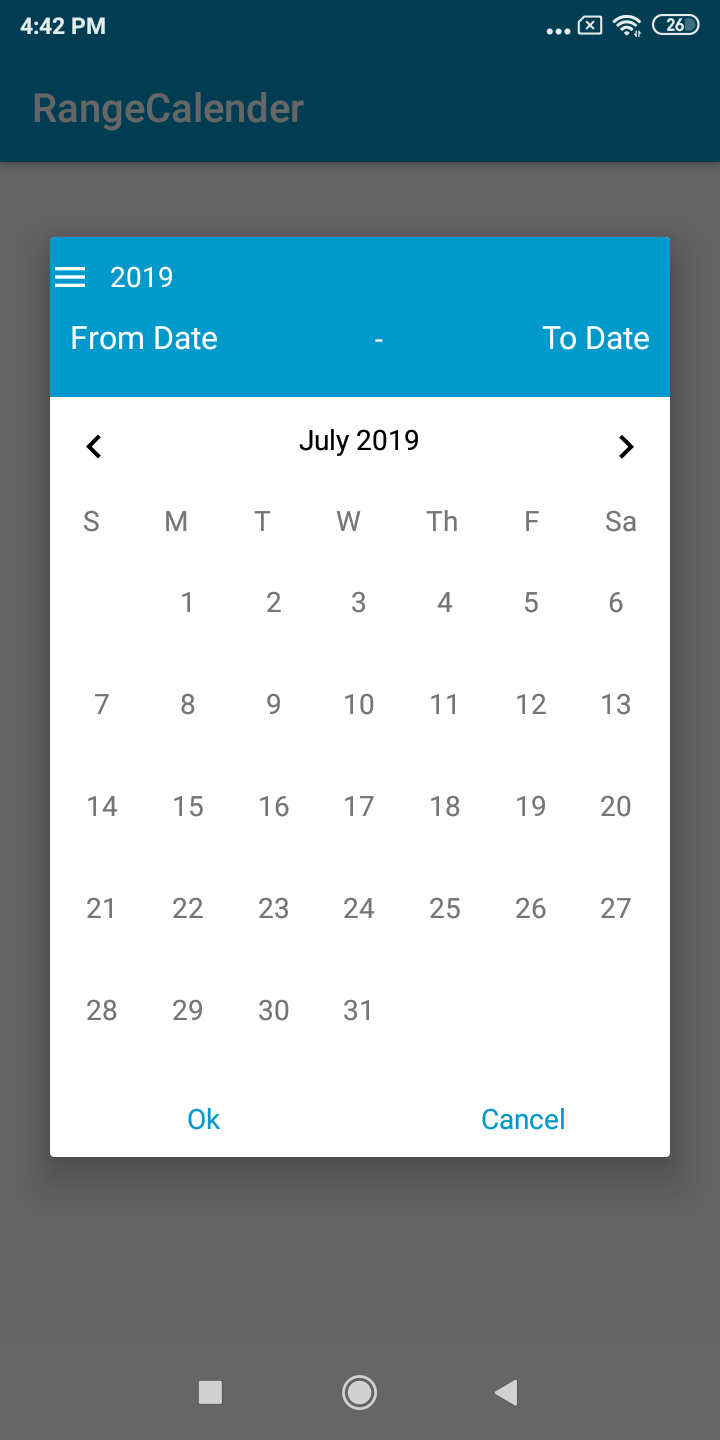 4:42 PM 26
RangeCalender
2019
From Date - To Date
July 2019
S M T W Th F Sa
1 2 3 4 5 6
7 8 9 10 11 12 13
14 15 16 17 18 19 20
21 22 23 24 25 26 27
28 29 30 31
Ok Cancel